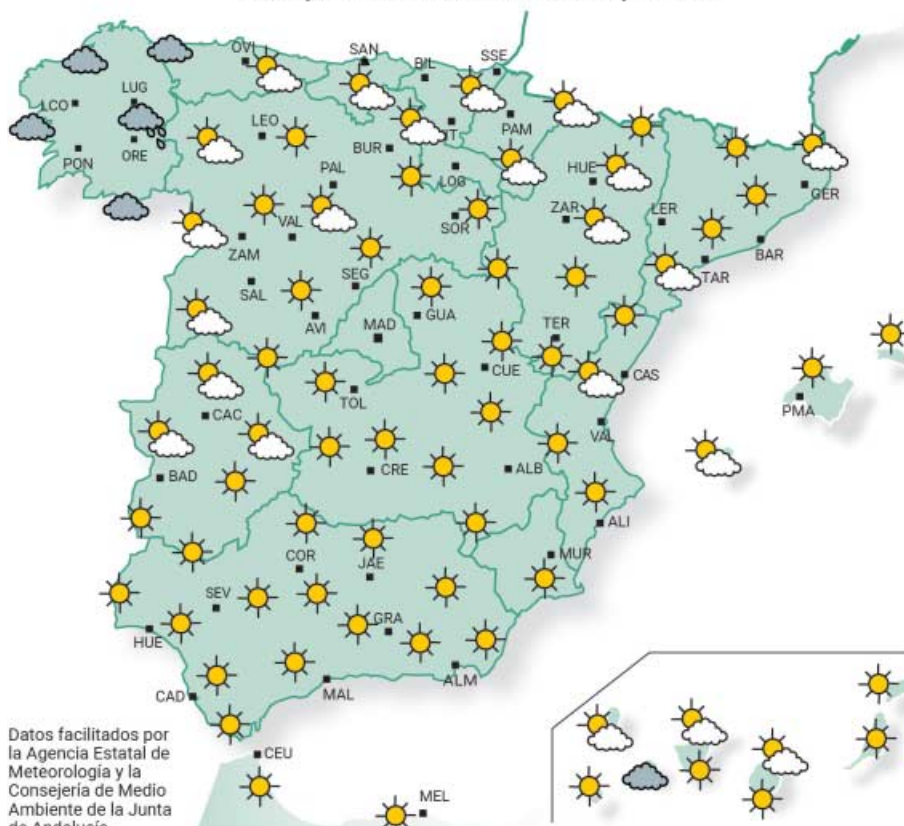 OVI
SAN
BIL
SSE
LUG
LCO
LEO
PAM
PON
ORE
BUR
PAL
LOG
HUE
GER
VAL
SOR
ZAR
LER
ZAM
BAR
TAR
SAL
SEG
AVI
MAD
GUA
TER
CUE
CAS
TOL
PMA
CAC
VAL
BAD
CRE
ALB
ALI
COR
JAE
MUR
SEV
GRA
HUE
CAD
MAL
ALM
CEU
MEL
Datos facilitados por
la Agencia Estatal de
Meteorología y la
Consejería de Medio
Ambiente de la Junta
de Andalucía